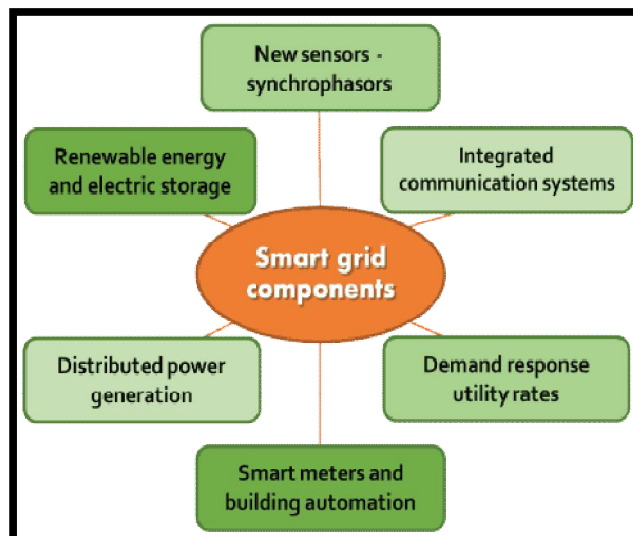 New sensors -
synchrophasors
Renewable energy
and electric storage
Integrated
communication systems
Smart grid
components
Distributed power
generation
Demand response
utility rates
Smart meters and
building automation